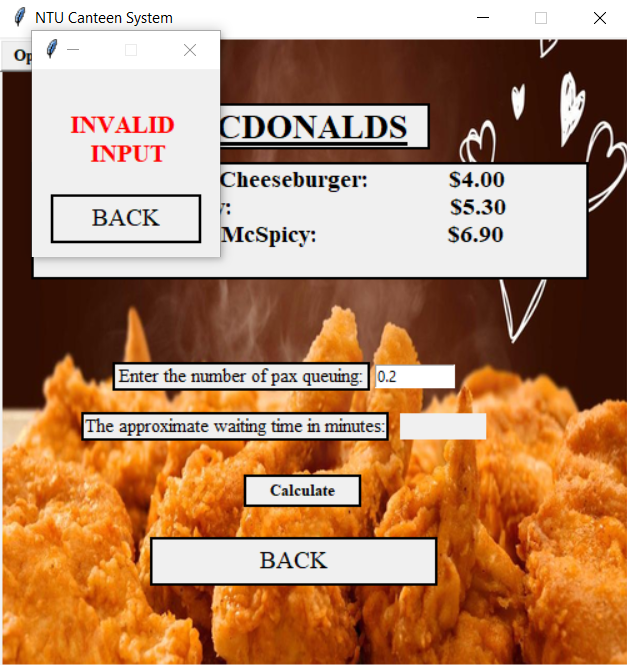 NTU Canteen System
Op
INVALID
INPUT
BACK
CDONALDS
Cheeseburger: $4.00
y: $5.30
McSpicy: $6.90
Enter the number of pax queuing: 0.2
The approximate waiting time in minutes:
Calculate
BACK